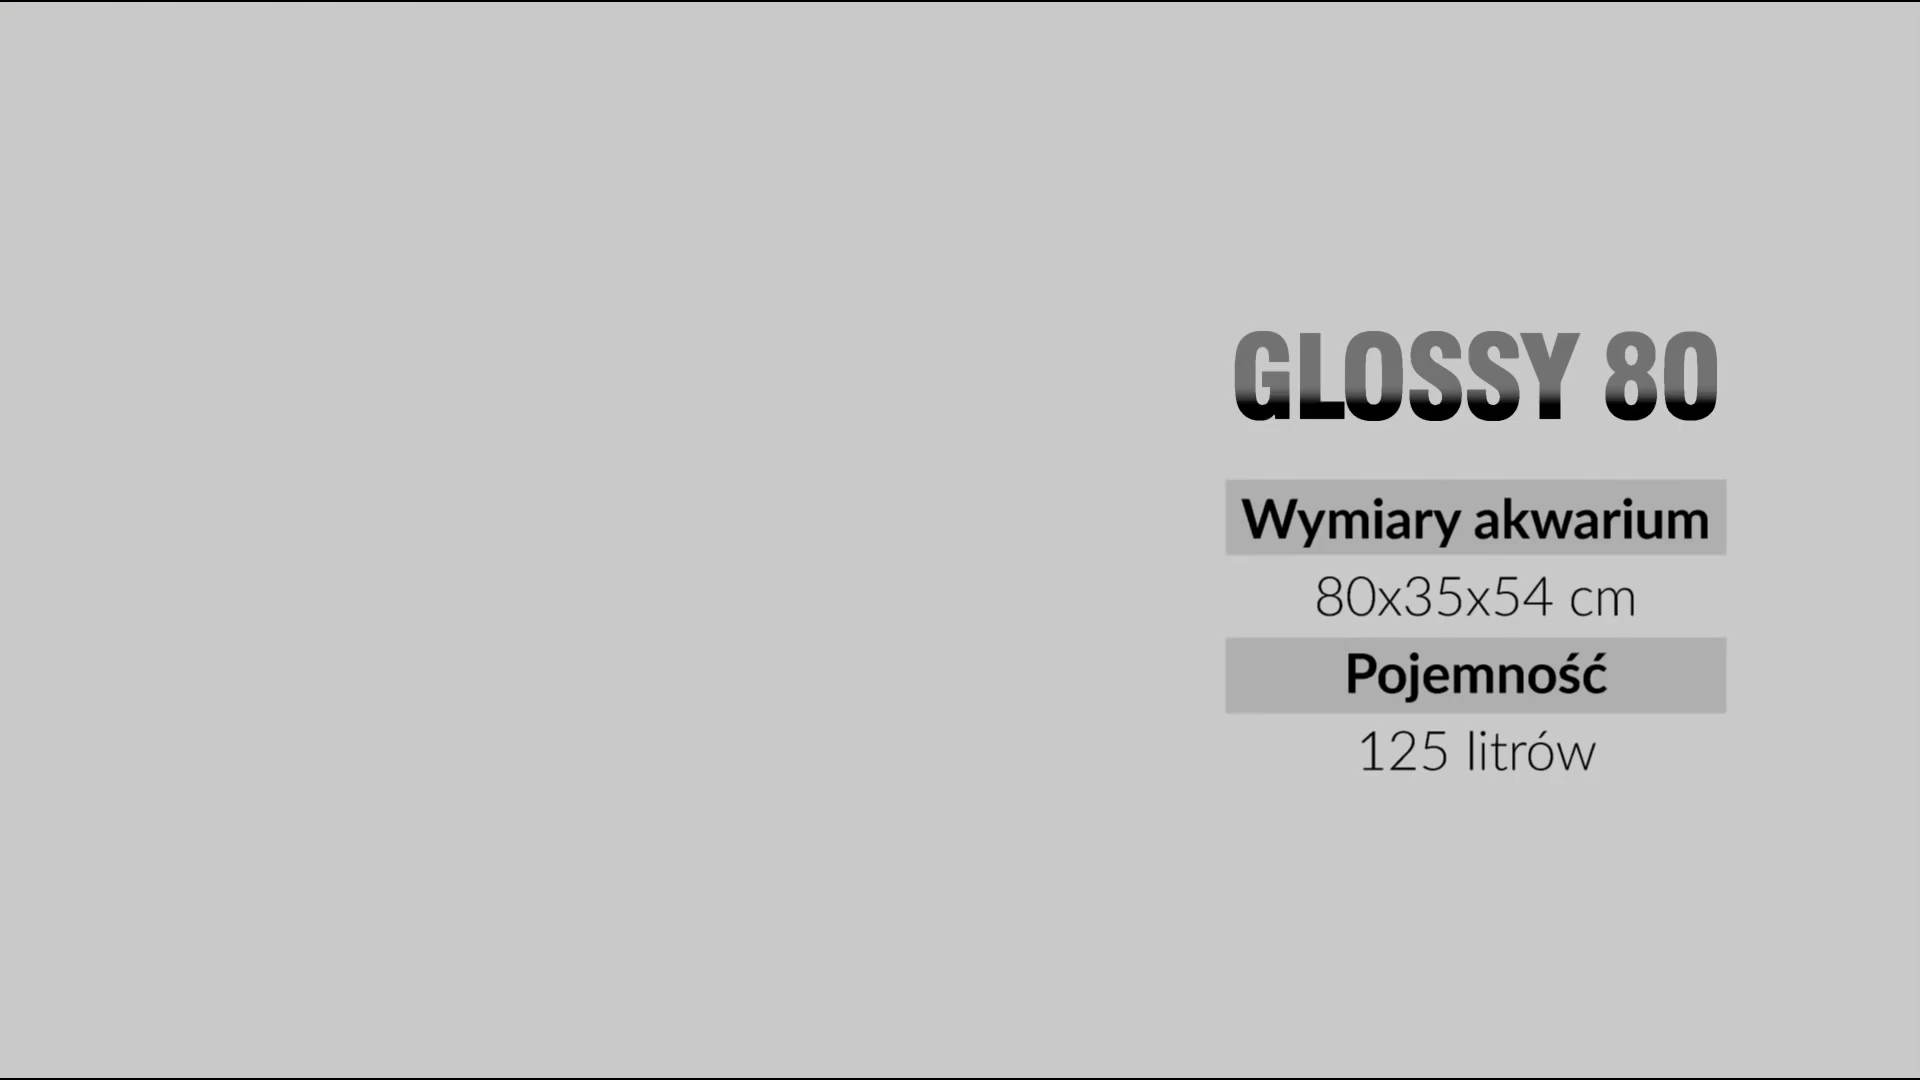 GLOSSY 80
Wymiary akwarium
80x35x54 cm
Pojemność
125 litrów